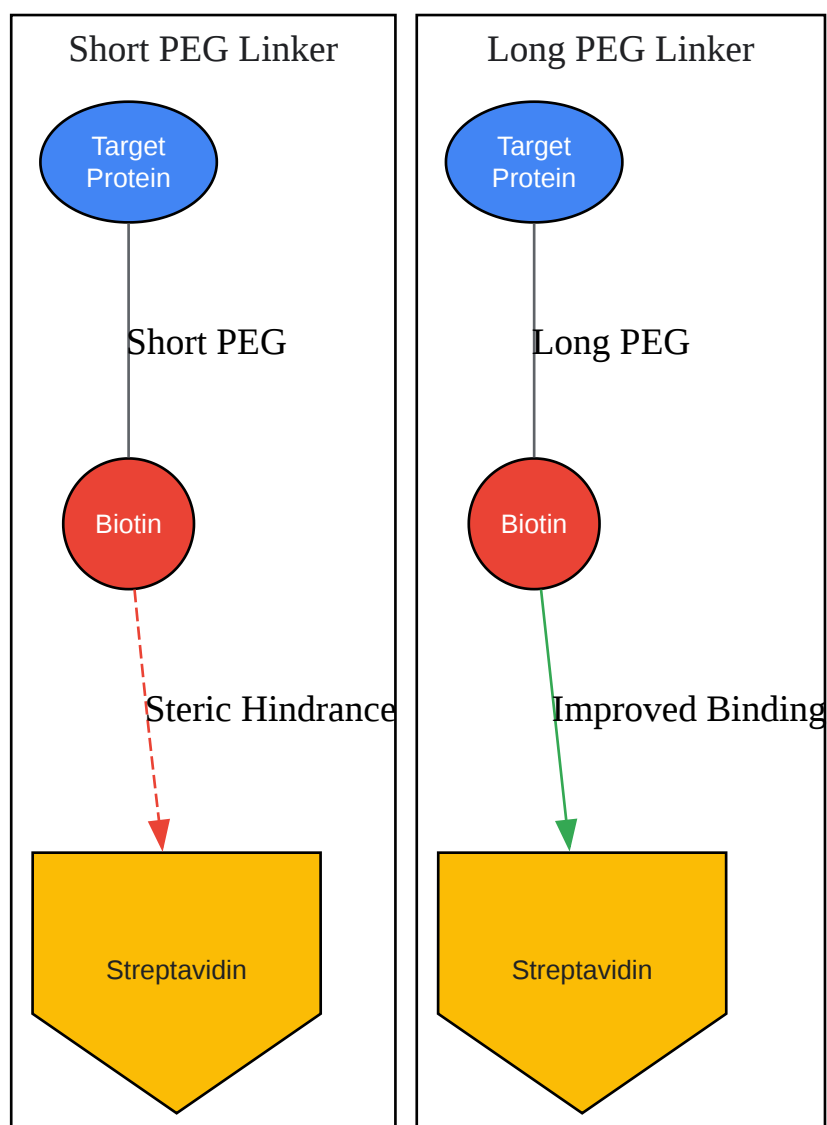 Short PEG Linker
Target
Protein
Short PEG
Biotin
Steric Hindrance
Streptavidin
Long PEG Linker
Target
Protein
Long PEG
Biotin
Improved Binding
Streptavidin